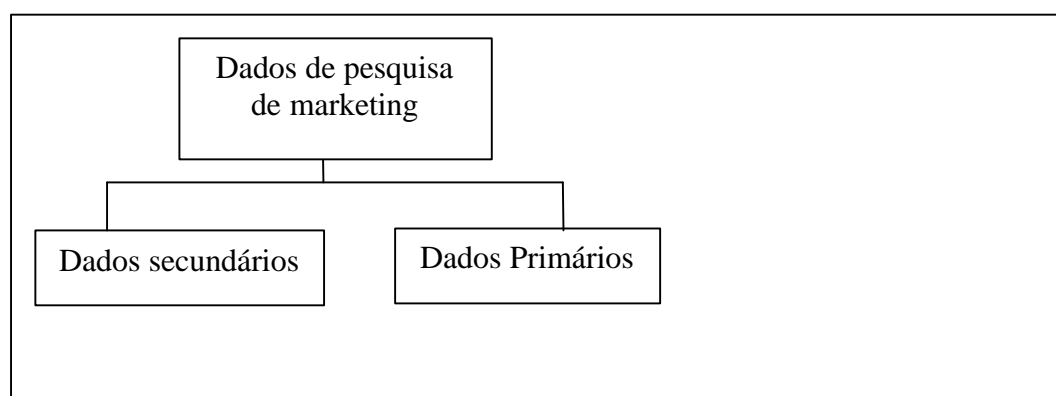 Dados de pesquisa
de marketing
Dados secundários
Dados Primários